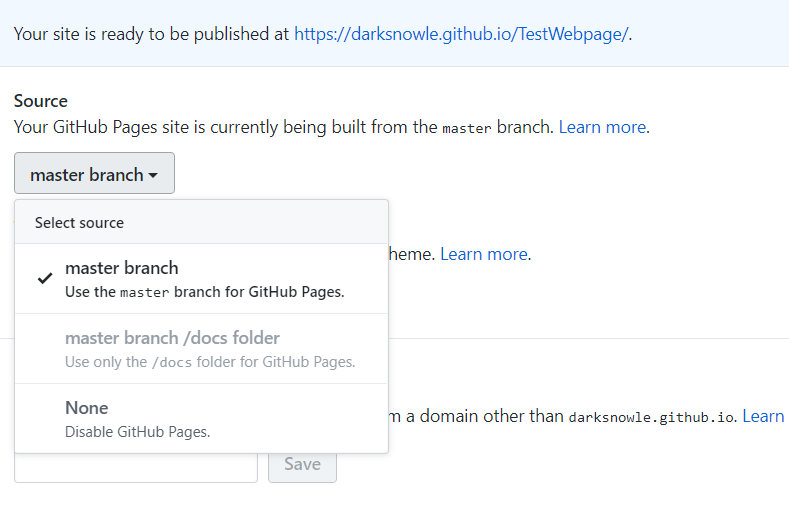 Your site is ready to be published at https://darksnowle.github.io/TestWebpage/.
Source
Your GitHub Pages site is currently being built from the master branch. Learn more.
master branch
Select source
master branch
Use the master branch for GitHub Pages.
heme. Learn more.
master branch /docs folder
Use only the /docs folder for GitHub Pages.
None
Disable GitHub Pages.
m a domain other than darksnowle.github.io. Learn
Save